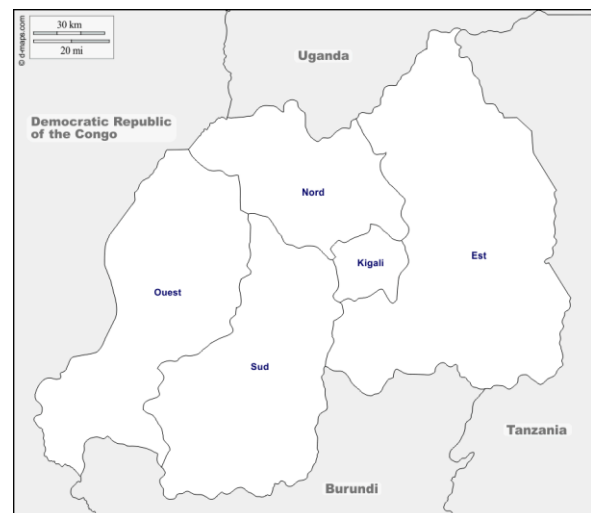 30 km
20 mi
© d-maps.com
Uganda
Democratic Republic
of the Congo
Nord
Kigali
Est
Ouest
Sud
Tanzania
Burundi